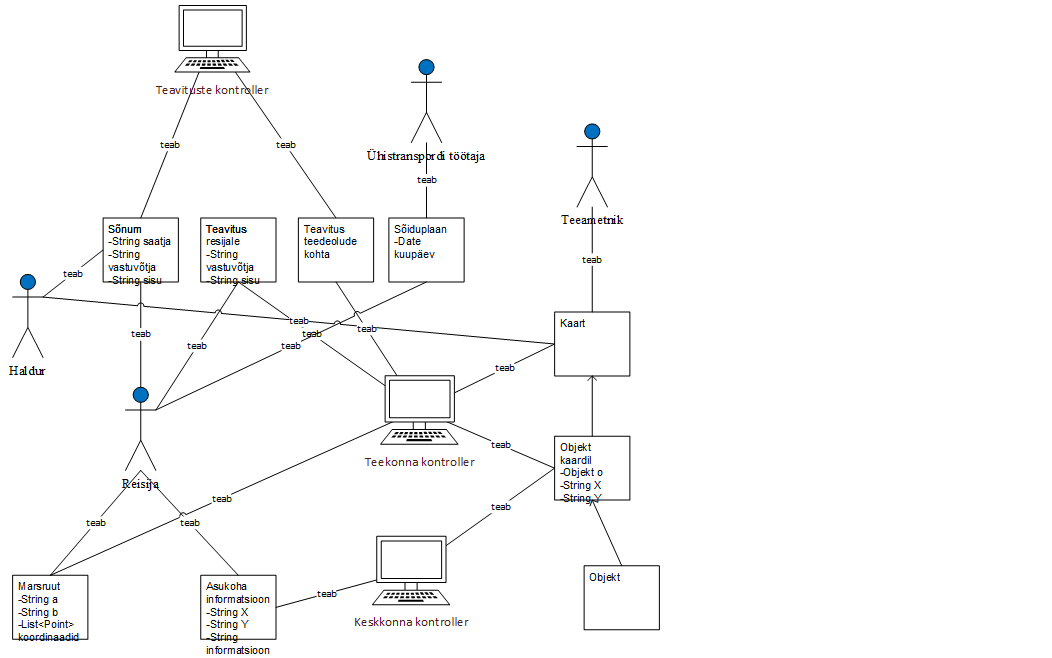 Teavituste kontroller
teab
teab
Ühistranspordi töötaja
teab
Teeametnik
teab
Sõnum
-String saatja
-String
vastuvõtja
-String sisu
Teavitus
resijale
-String
vastuvõtja
-String sisu
Teavitus
teedeolude
kohta
Sõiduplaan
-Date
kuupäev
teab
Haldur
teab
teab
teab
teab
teab
teab
Kaart
teab
Reisija
Teekonna kontroller
teab
Objekt
kaardil
-Objekt o
-String X
-String Y
teab
teab
teab
teab
Marsruut
-String a
-String b
-List<Point>
koordinaadid
Asukoha
informatsioon
-String X
-String Y
-String
informatsioon
teab
Keskkonna kontroller
Objekt